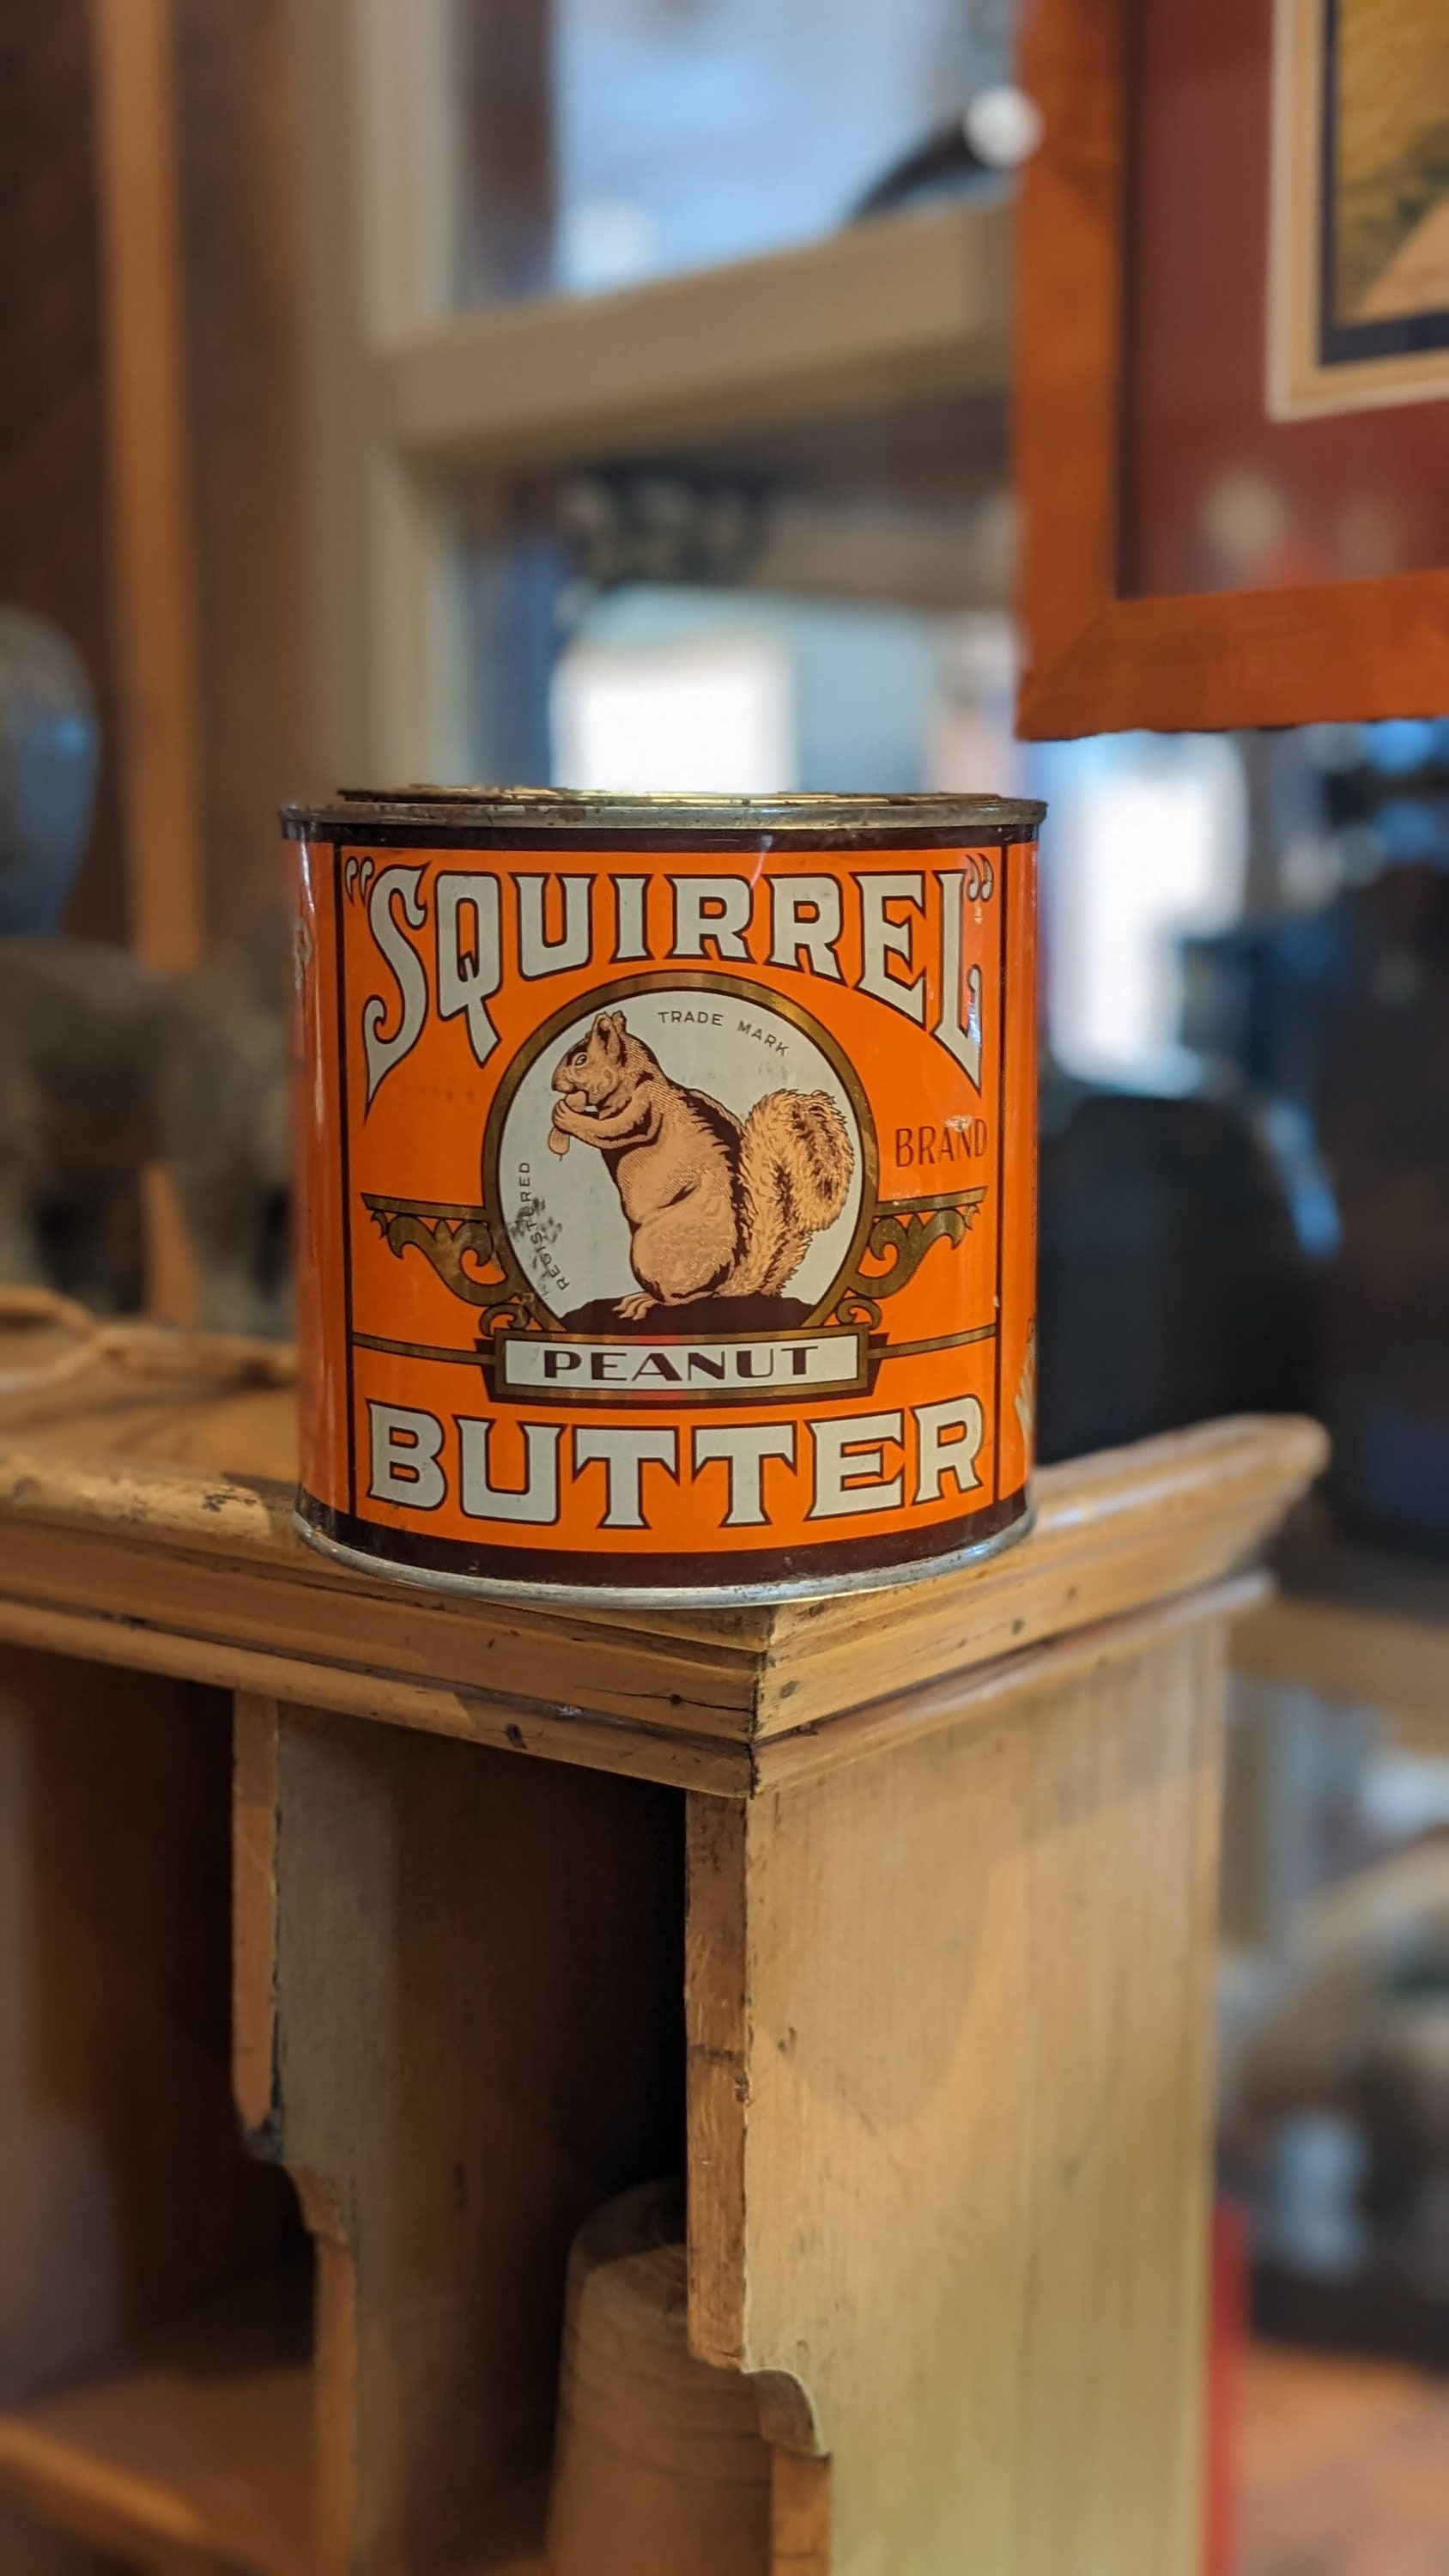 “SQUIRREL”
TRADE MARK
BRAND
REGISTERED
PEANUT
BUTTER